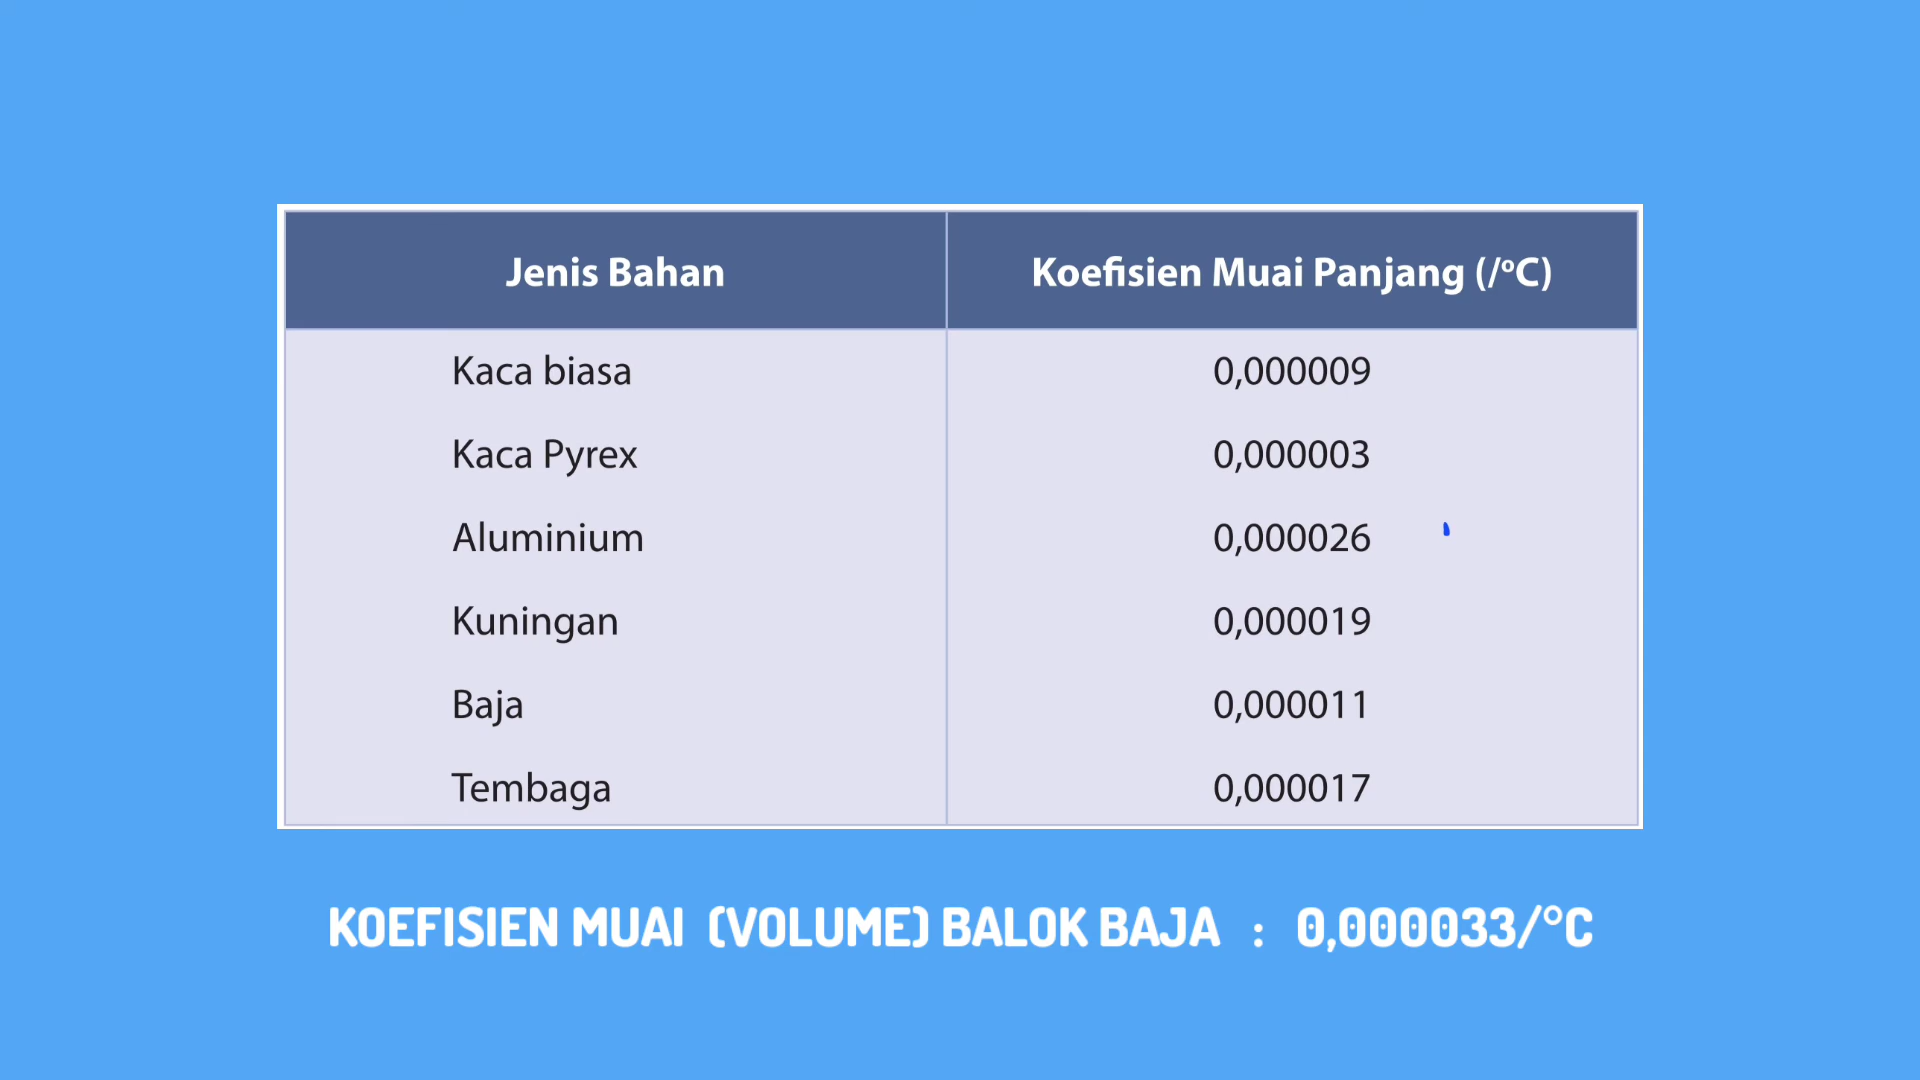 Jenis Bahan Koefisien Muai Panjang (/ºC)
Kaca biasa 0,000009
Kaca Pyrex 0,000003
Aluminium 0,000026
Kuningan 0,000019
Baja 0,000011
Tembaga 0,000017
KOEFISIEN MUAI (VOLUME) BALOK BAJA : 0,000033/°C